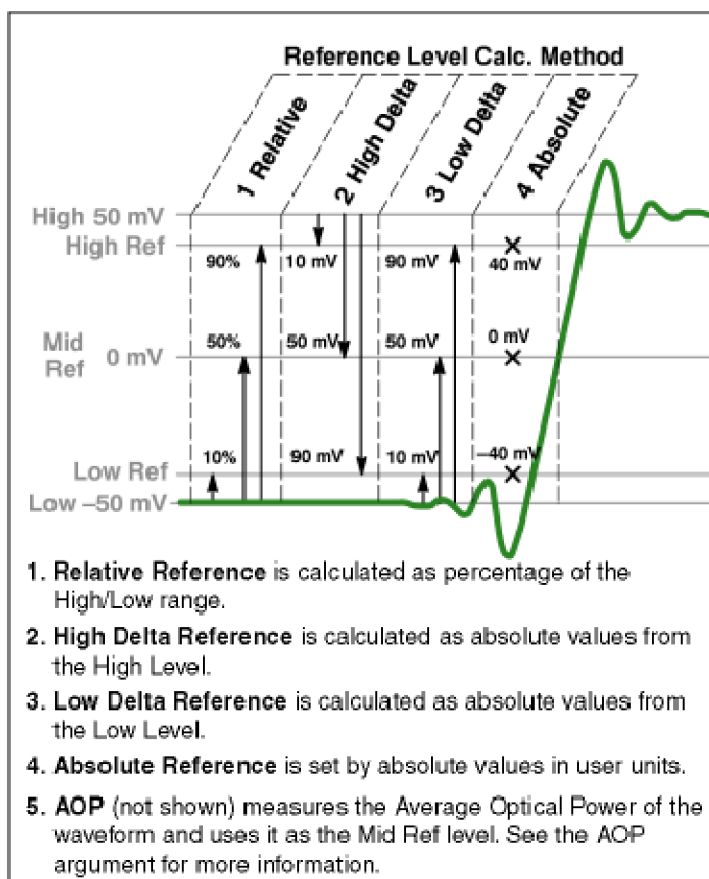 Reference Level Calc. Method
1 Relative
2 High Delta
3 Low Delta
4 Absolute
High 50 mV
High Ref
90%
10 mV
90 mV
40 mV
Mid
Ref
0 mV
50%
50 mV
50 mV
0 mV
Low Ref
10%
90 mV
10 mV
–40 mV
Low –50 mV
1. Relative Reference is calculated as percentage of the
High/Low range.
2. High Delta Reference is calculated as absolute values from
the High Level.
3. Low Delta Reference is calculated as absolute values from
the Low Level.
4. Absolute Reference is set by absolute values in user units.
5. AOP (not shown) measures the Average Optical Power of the
waveform and uses it as the Mid Ref level. See the AOP
argument for more information.